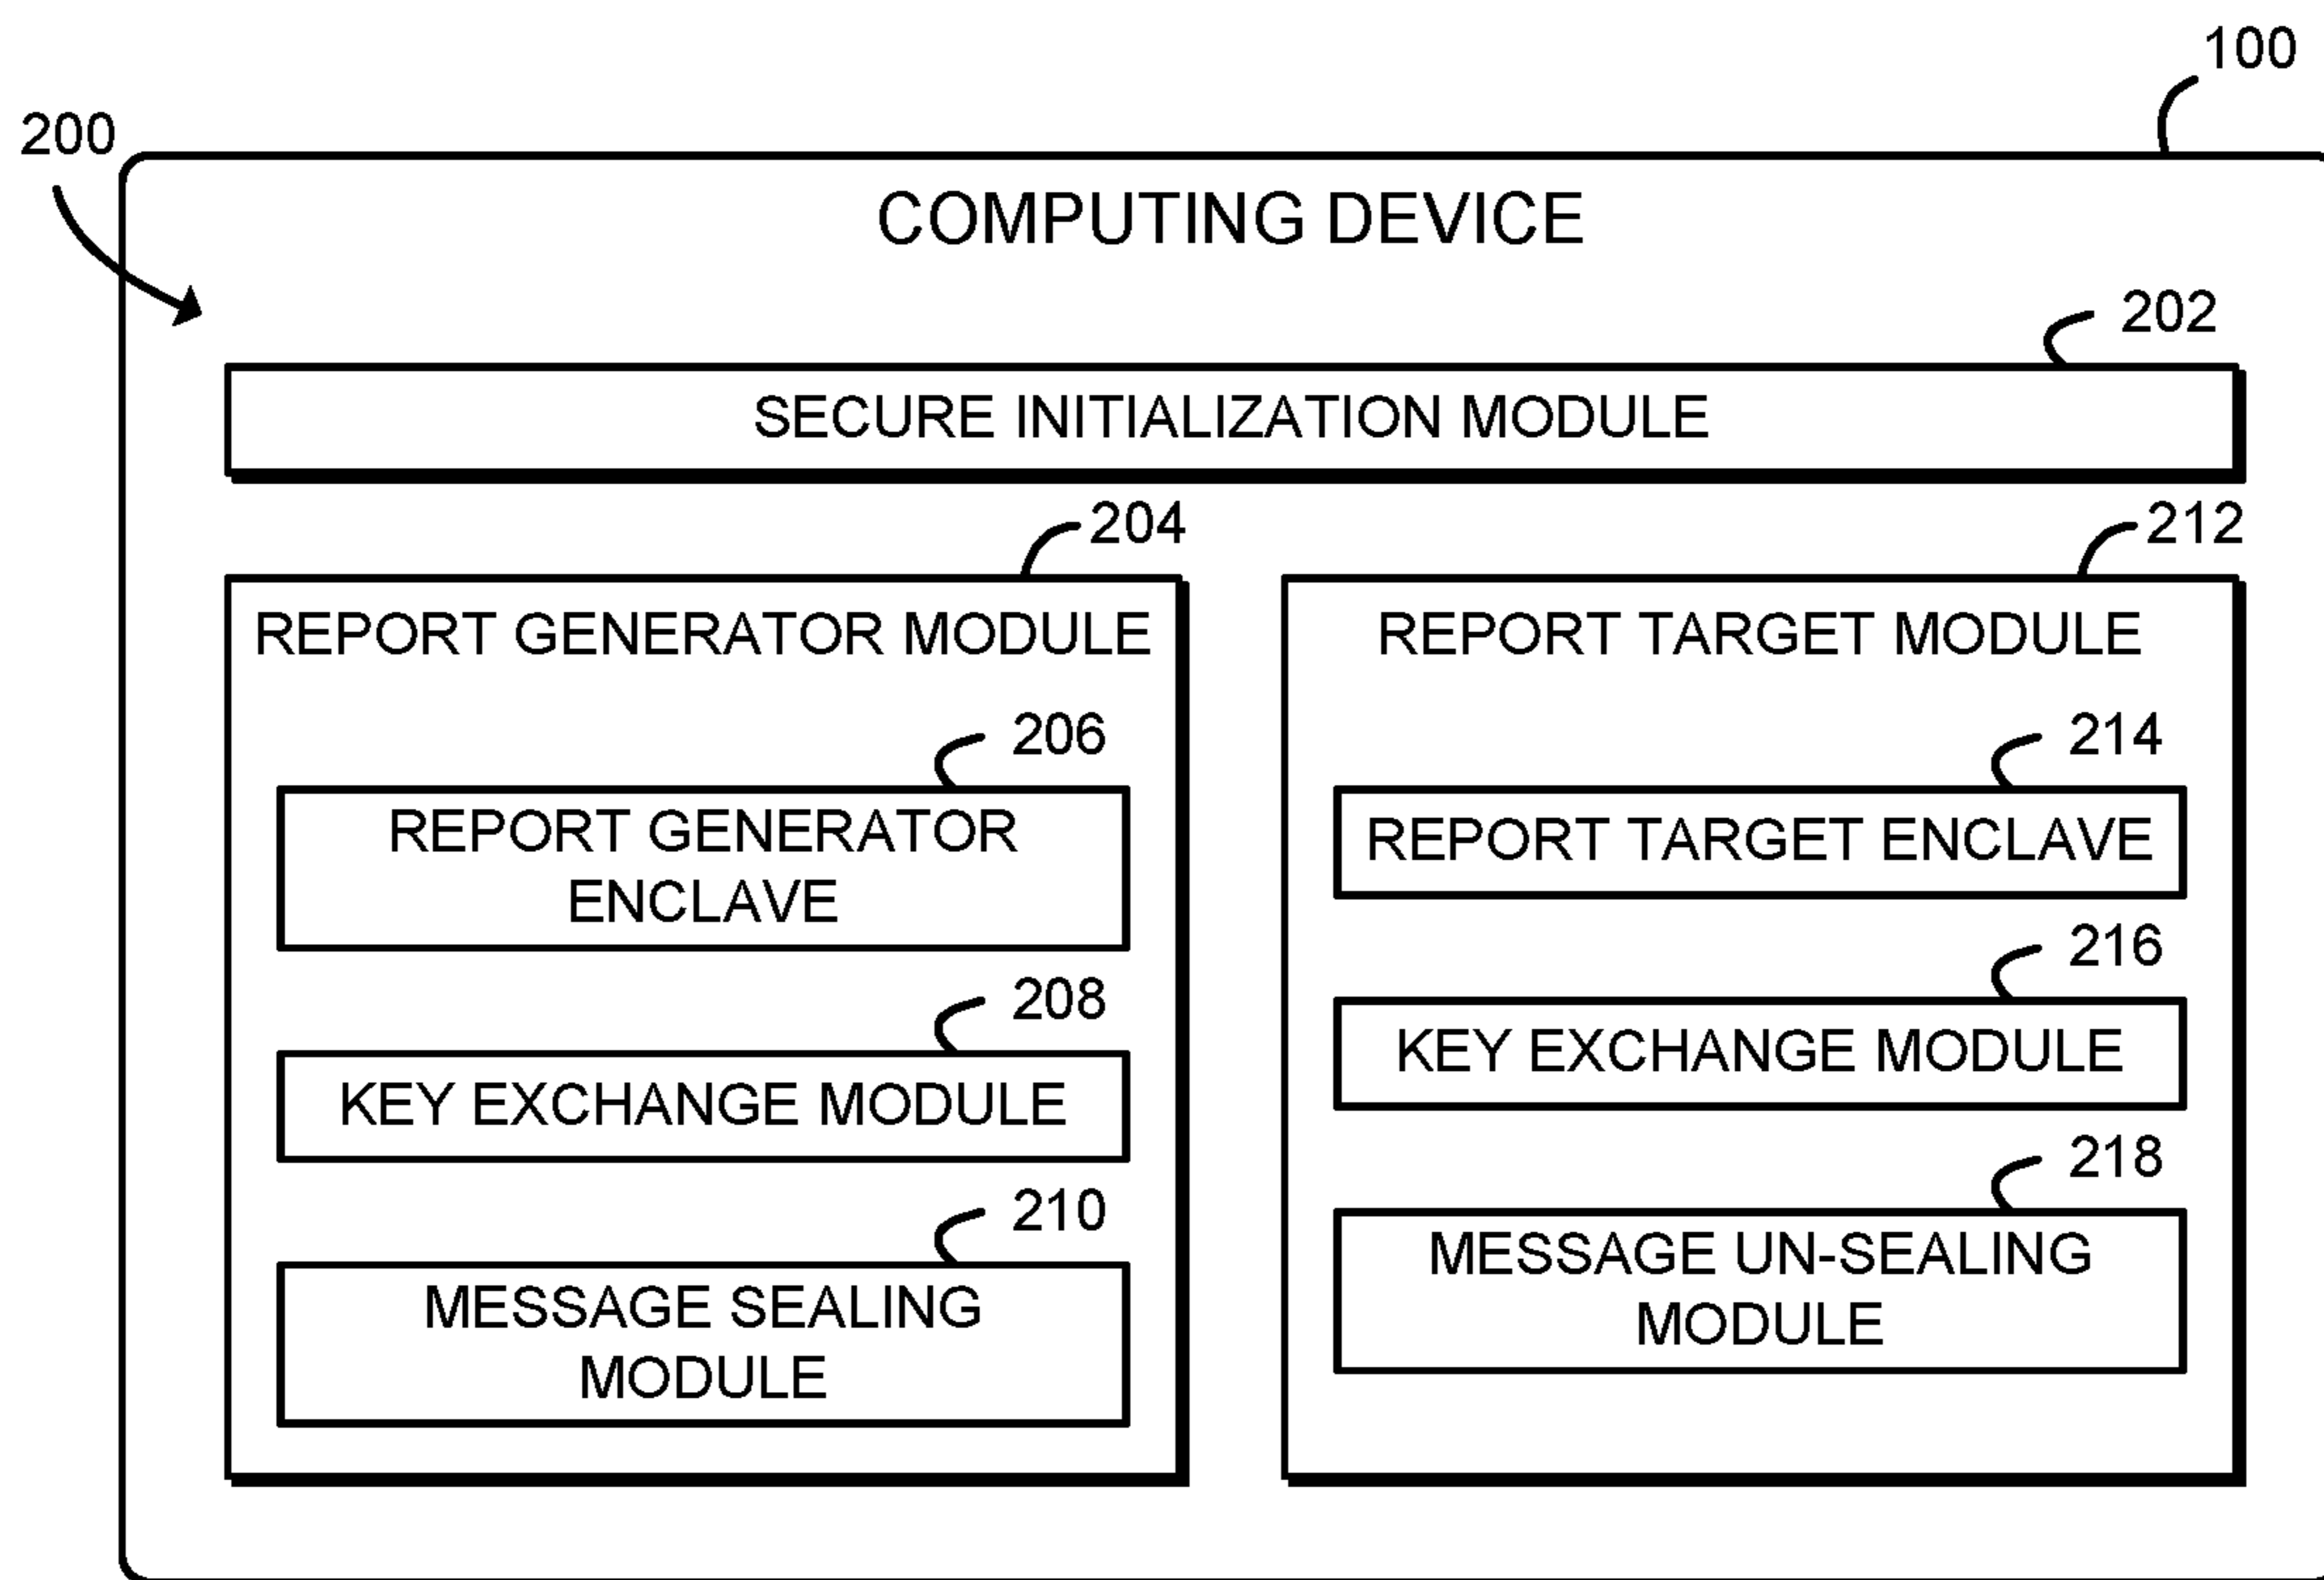 100
200
COMPUTING DEVICE
202
SECURE INITIALIZATION MODULE
204
REPORT GENERATOR MODULE
206
REPORT GENERATOR
ENCLAVE
208
KEY EXCHANGE MODULE
210
MESSAGE SEALING
MODULE
212
REPORT TARGET MODULE
214
REPORT TARGET ENCLAVE
216
KEY EXCHANGE MODULE
218
MESSAGE UN-SEALING
MODULE